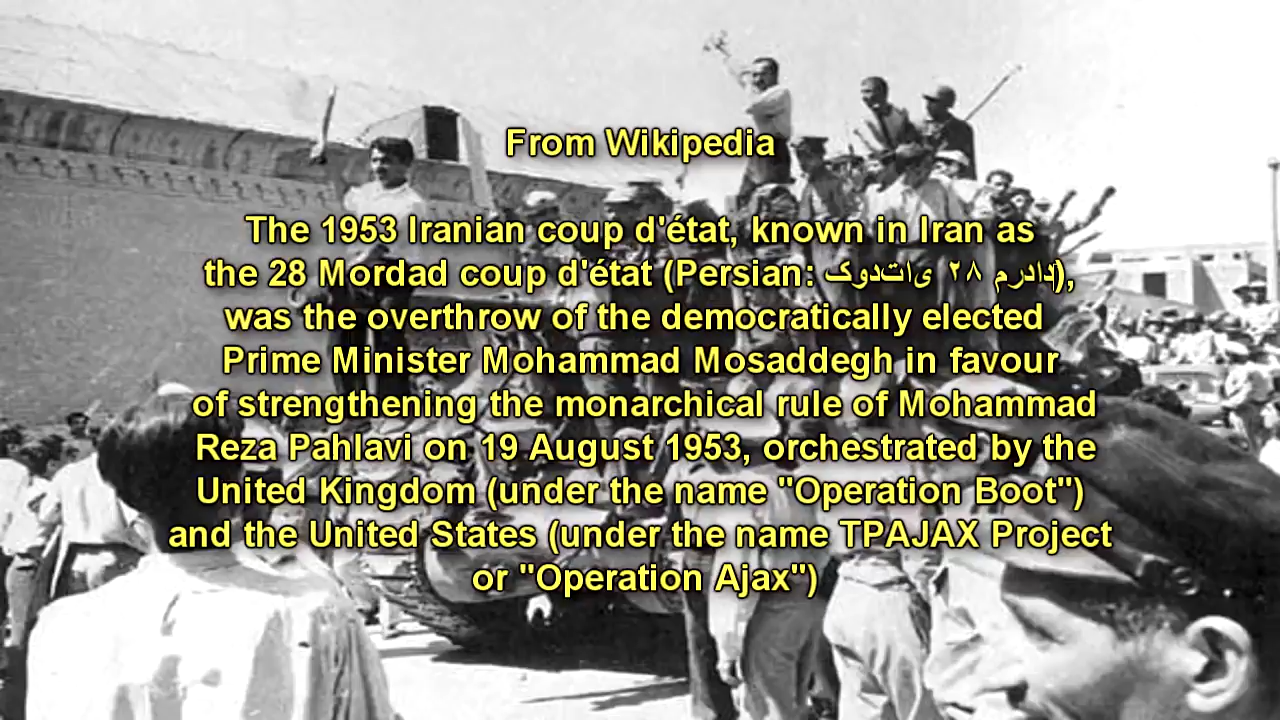 From Wikipedia
The 1953 Iranian coup d'état, known in Iran as
the 28 Mordad coup d'état (Persian: کودتای ۲۸ مرداد),
was the overthrow of the democratically elected
Prime Minister Mohammad Mosaddegh in favour
of strengthening the monarchical rule of Mohammad
Reza Pahlavi on 19 August 1953, orchestrated by the
United Kingdom (under the name "Operation Boot")
and the United States (under the name TPAJAX Project
or "Operation Ajax")